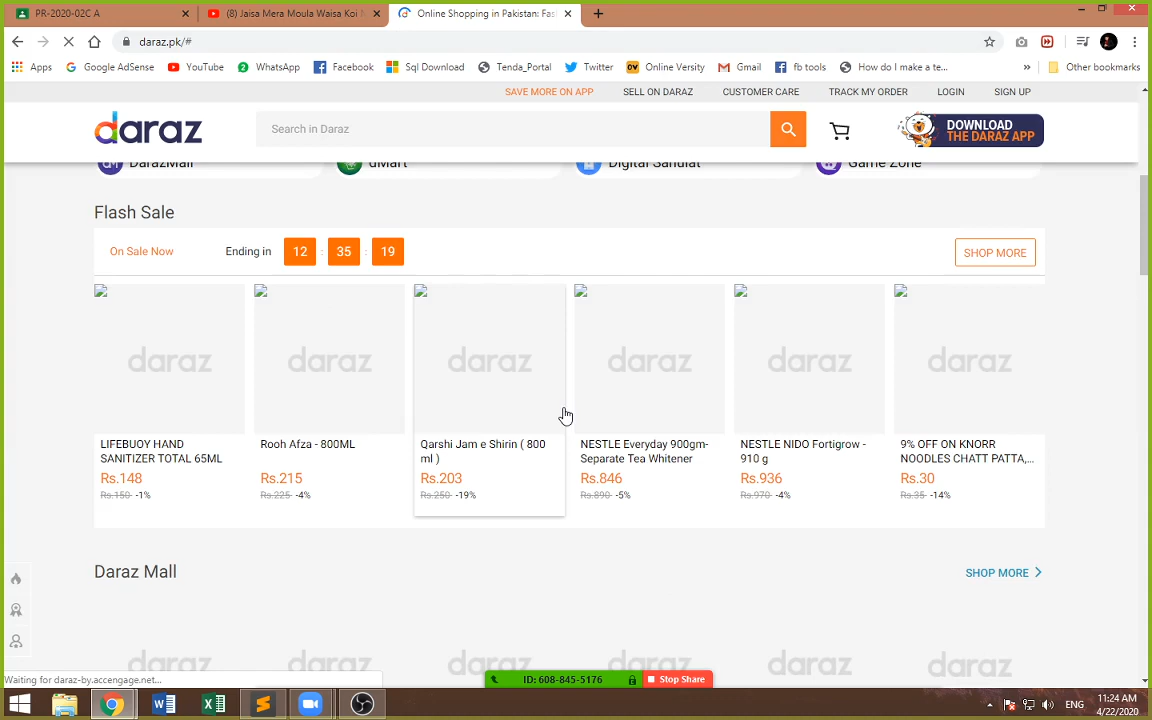 PR-2020-02C A
(8) Jaisa Mera Moula Waisa Koi
Online Shopping in Pakistan: Fas
daraz.pk/#
Apps
Google AdSense
YouTube
WhatsApp
Facebook
Sql Download
Tenda_Portal
Twitter
Online Versity
Gmail
fb tools
How do I make a te...
»
Other bookmarks
SAVE MORE ON APP
SELL ON DARAZ
CUSTOMER CARE
TRACK MY ORDER
LOGIN
SIGN UP
daraz
Search in Daraz
DOWNLOAD
THE DARAZ APP
DarazMall
dMart
Digital Sahulat
Game Zone
Flash Sale
On Sale Now
Ending in
12 : 35 : 19
SHOP MORE
daraz
daraz
daraz
daraz
daraz
daraz
LIFEBUOY HAND
SANITIZER TOTAL 65ML
Rs.148
Rs.150 -1%
Rooh Afza - 800ML
Rs.215
Rs.225 -4%
Qarshi Jam e Shirin ( 800
ml )
Rs.203
Rs.250 -19%
NESTLE Everyday 900gm-
Separate Tea Whitener
Rs.846
Rs.890 -5%
NESTLE NIDO Fortigrow -
910 g
Rs.936
Rs.970 -4%
9% OFF ON KNORR
NOODLES CHATT PATTA,...
Rs.30
Rs.35 -14%
Daraz Mall
SHOP MORE
daraz
daraz
daraz
daraz
daraz
daraz
Waiting for daraz-by.accengage.net...
ID: 608-845-5176
Stop Share
ENG
11:24 AM
4/22/2020